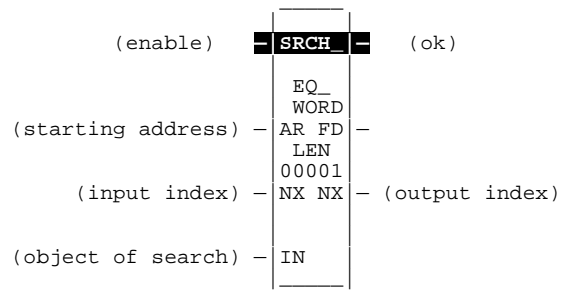 (enable) SRCH_ (ok)
EQ_
WORD
(starting address) AR FD
LEN
00001
(input index) NX NX (output index)
(object of search) IN